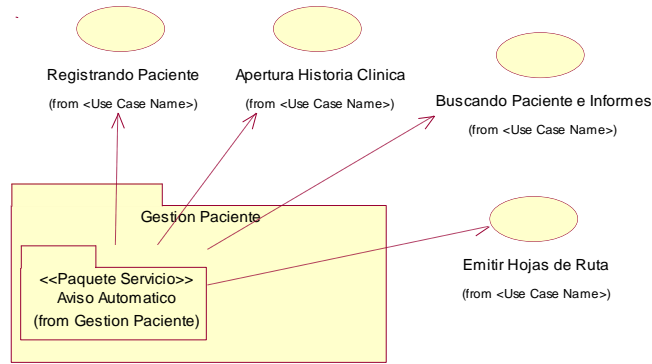 Registrando Paciente
(from <Use Case Name>)
Apertura Historia Clinica
(from <Use Case Name>)
Buscando Paciente e Informes
(from <Use Case Name>)
Gestion Paciente
<<Paquete Servicio>>
Aviso Automatico
(from Gestion Paciente)
Emitir Hojas de Ruta
(from <Use Case Name>)